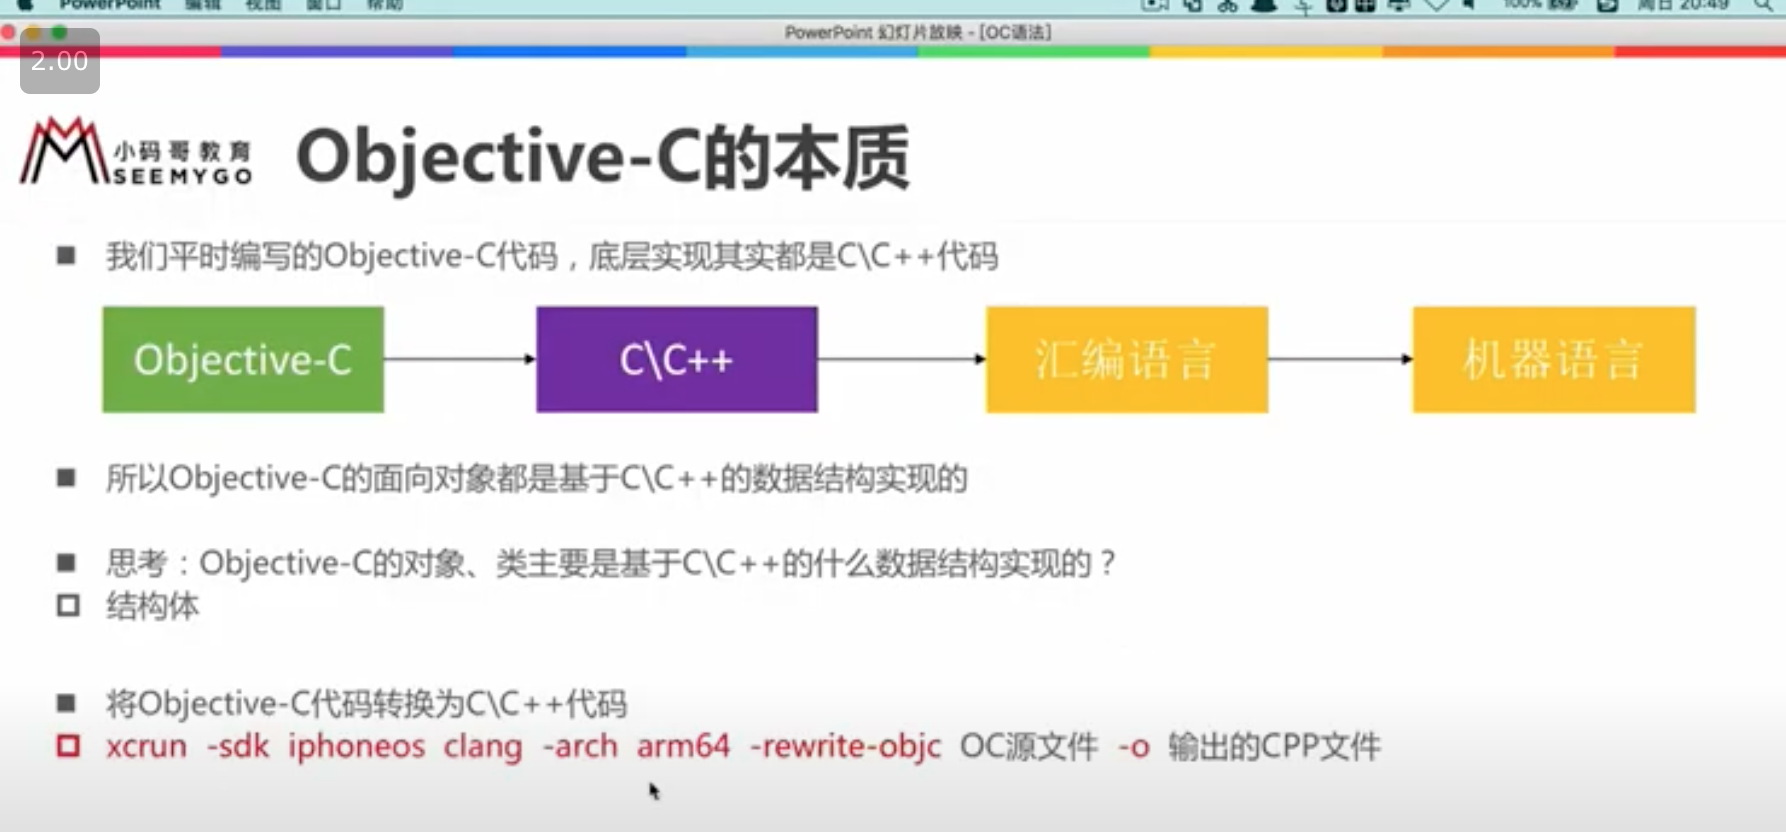 PowerPoint 编辑 视图 窗口 帮助 100% 周日 20:49
PowerPoint 幻灯片放映 - [OC语法]
2.00
小码哥教育
SEEMYGO
Objective-C的本质
我们平时编写的Objective-C代码，底层实现其实都是C\C++代码
Objective-C
C\C++
汇编语言
机器语言
所以Objective-C的面向对象都是基于C\C++的数据结构实现的
思考：Objective-C的对象、类主要是基于C\C++的什么数据结构实现的？
结构体
将Objective-C代码转换为C\C++代码
xcrun -sdk iphoneos clang -arch arm64 -rewrite-objc OC源文件 -o 输出的CPP文件